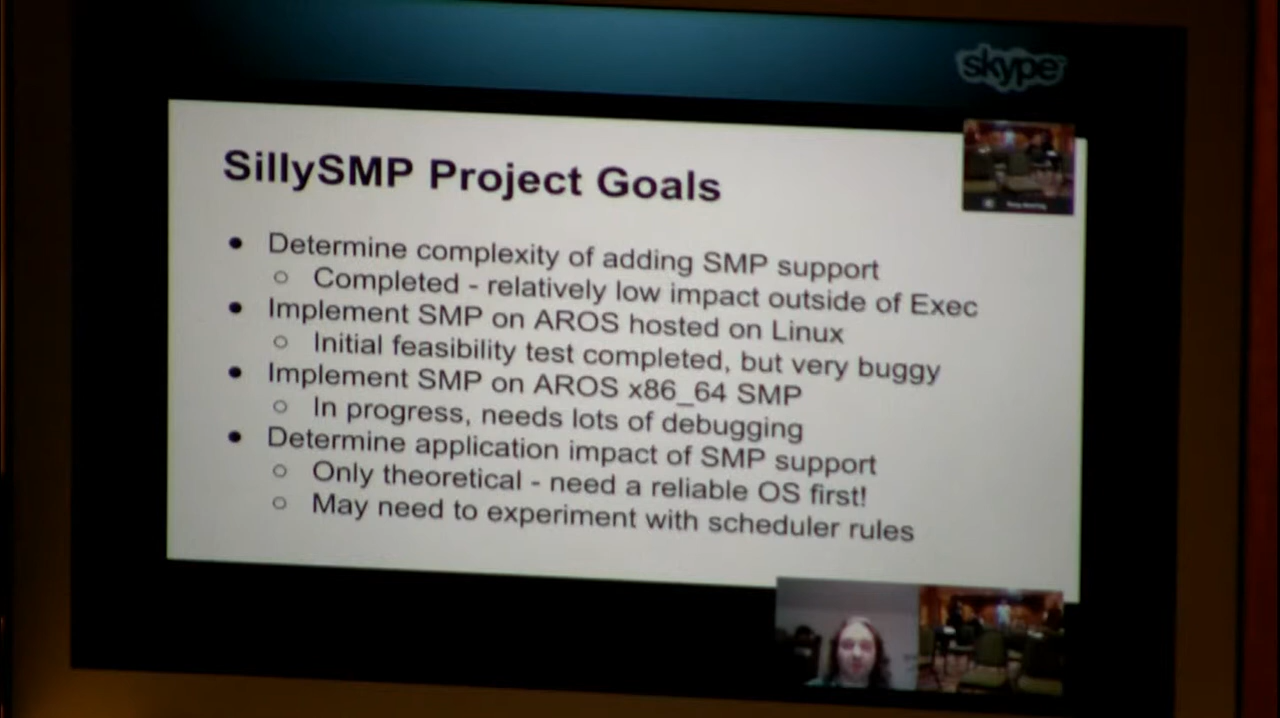 skype
SillySMP Project Goals
● Determine complexity of adding SMP support
○ Completed - relatively low impact outside of Exec
● Implement SMP on AROS hosted on Linux
○ Initial feasibility test completed, but very buggy
● Implement SMP on AROS x86_64 SMP
○ In progress, needs lots of debugging
● Determine application impact of SMP support
○ Only theoretical - need a reliable OS first!
○ May need to experiment with scheduler rules